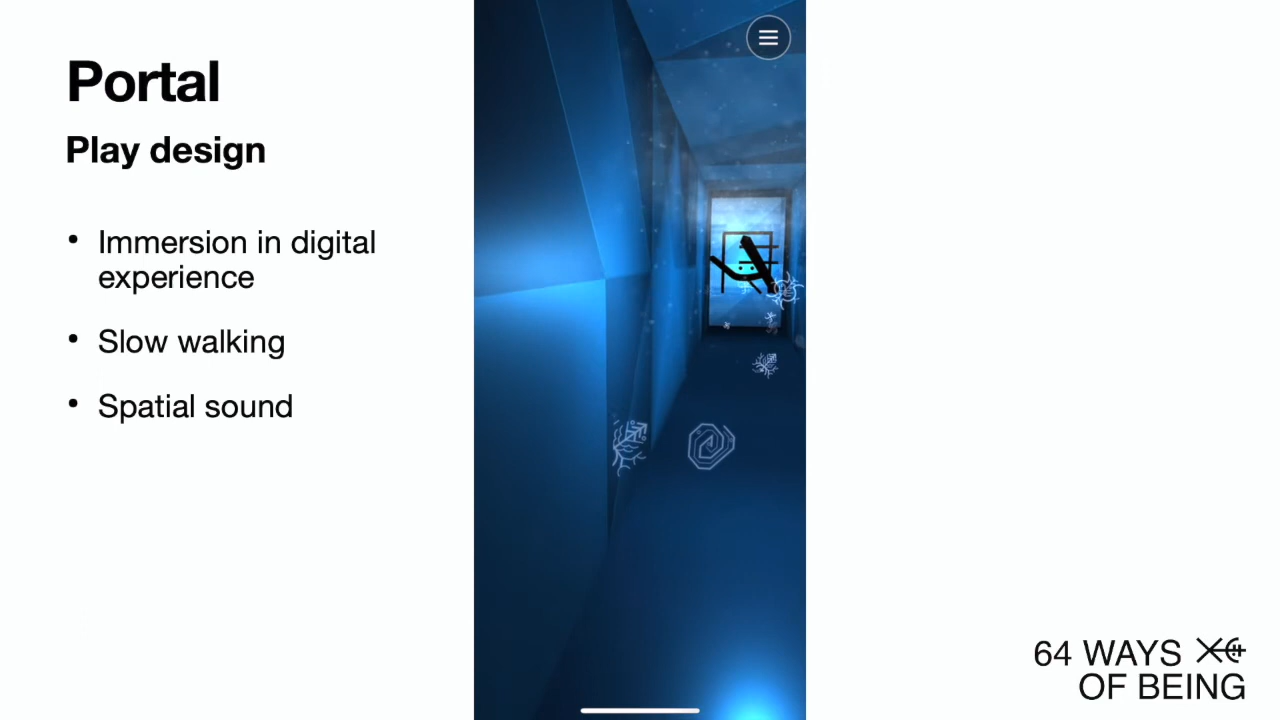 Portal
Play design
• Immersion in digital
experience
• Slow walking
• Spatial sound
64 WAYS
OF BEING